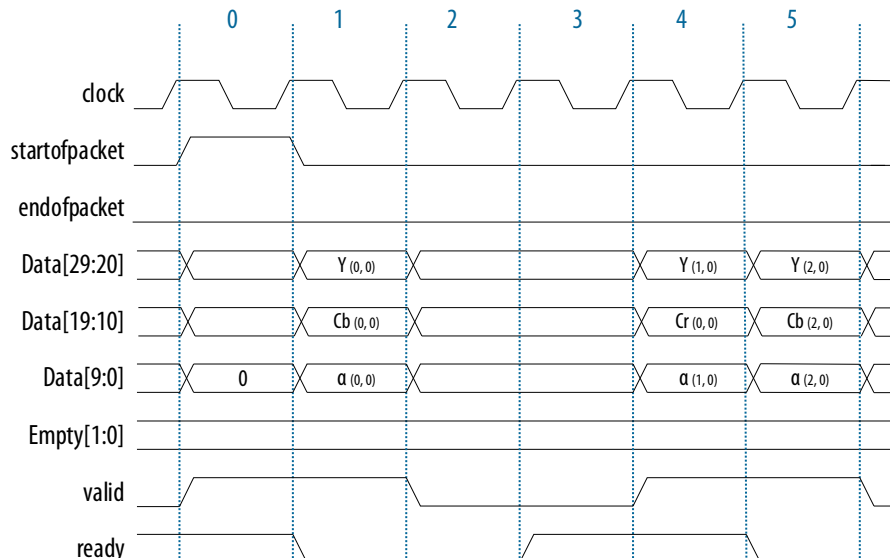 0 1 2 3 4 5
clock
startofpacket
endofpacket
Data[29:20] Y (0, 0) Y (1, 0) Y (2, 0)
Data[19:10] Cb (0, 0) Cr (0, 0) Cb (2, 0)
Data[9:0] 0 α (0, 0) α (1, 0) α (2, 0)
Empty[1:0]
valid
ready